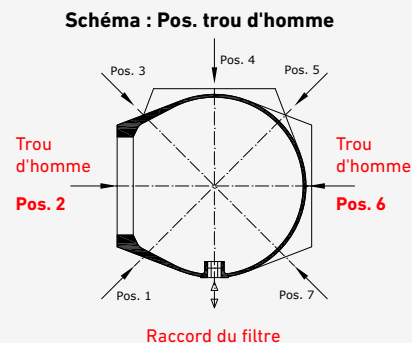 Schéma : Pos. trou d'homme
Pos. 4
Pos. 3
Pos. 5
Trou
d'homme
Pos. 2
Trou
d'homme
Pos. 6
Pos. 1
Pos. 7
Raccord du filtre